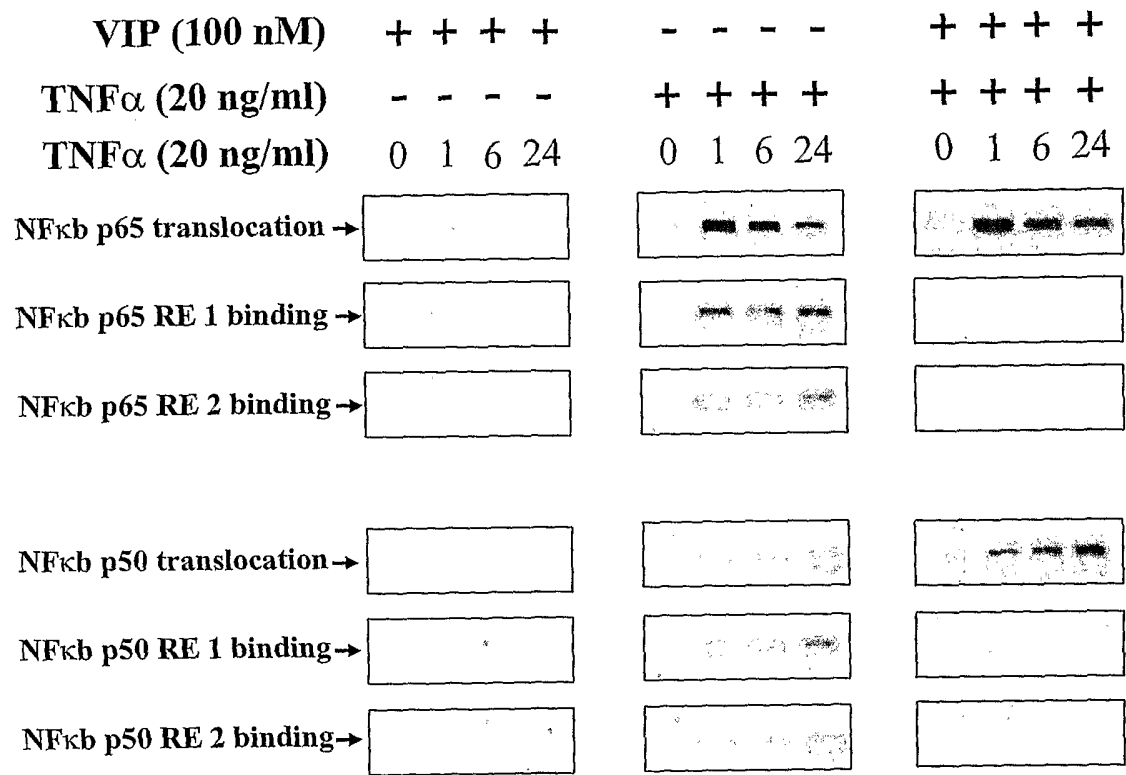 VIP (100 nM) + + + + - - - - + + + +
TNFα (20 ng/ml) - - - - + + + + + + + +
TNFα (20 ng/ml) 0 1 6 24 0 1 6 24 0 1 6 24
NFκb p65 translocation →
NFκb p65 RE 1 binding →
NFκb p65 RE 2 binding →
NFκb p50 translocation →
NFκb p50 RE 1 binding →
NFκb p50 RE 2 binding →